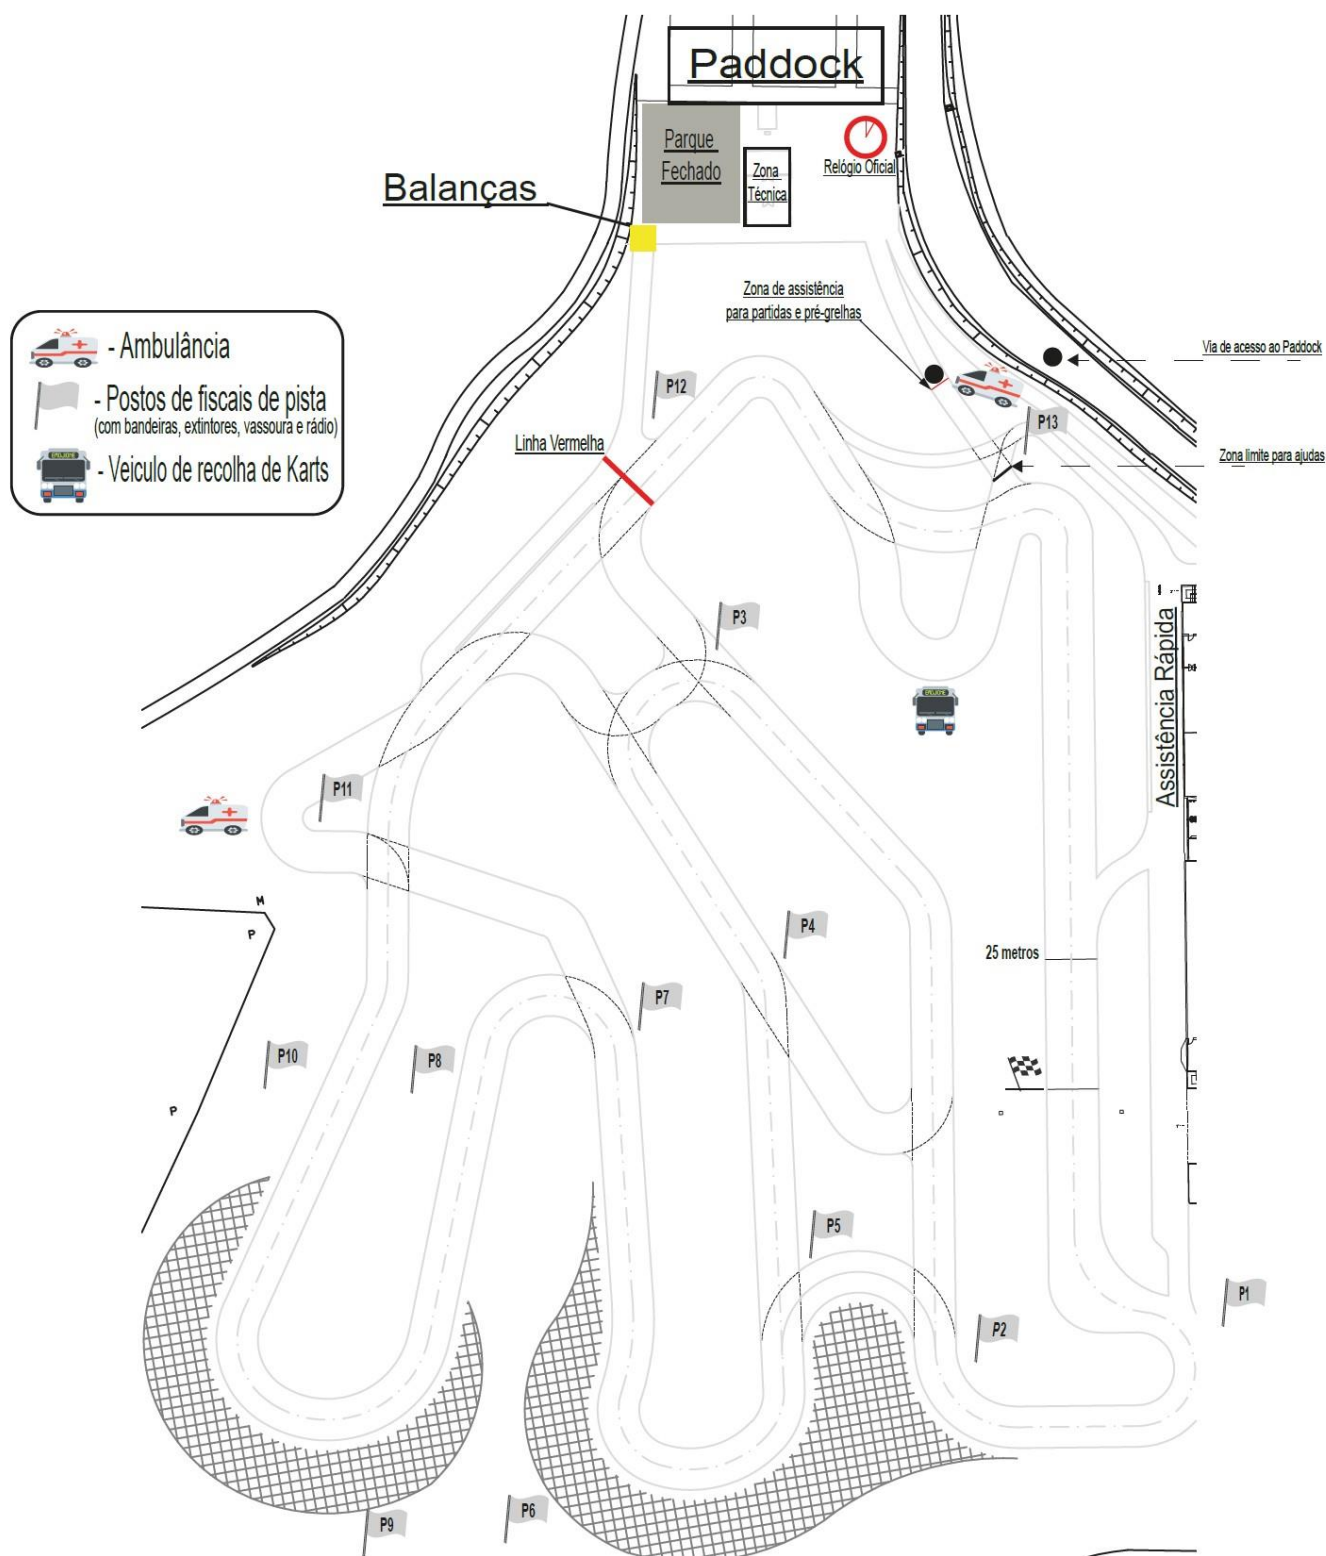 Paddock
Parque
Fechado
Zona
Técnica
Relógio Oficial
Balanças
Zona de assistência
para partidas e pré-grelhas
- Ambulância
- Postos de fiscais de pista
(com bandeiras, extintores, vassoura e rádio)
- Veiculo de recolha de Karts
Via de acesso ao Paddock
P12
P13
Linha Vermelha
Zona limite para ajudas
P3
Assistência Rápida
P11
M
P
P4
25 metros
P7
P10
P8
P
P5
P1
P2
P6
P9